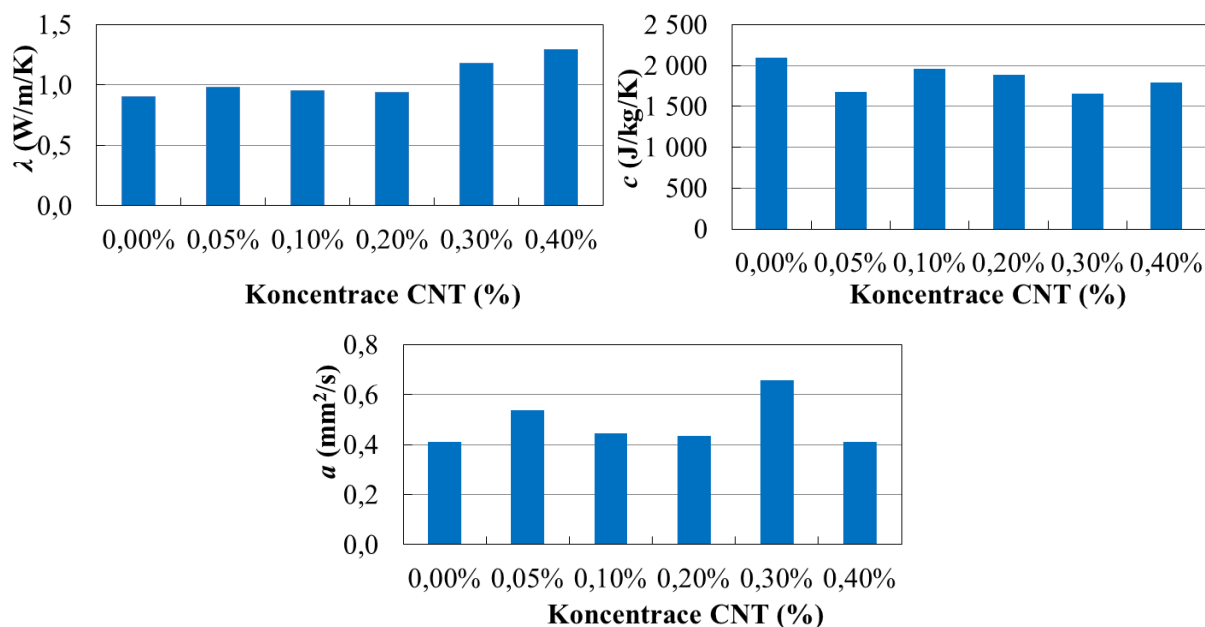 λ (W/m/K)
1,5
1,0
0,5
0,0
0,00% 0,05% 0,10% 0,20% 0,30% 0,40%
Koncentrace CNT (%)
c (J/kg/K)
2 500
2 000
1 500
1 000
500
0
0,00% 0,05% 0,10% 0,20% 0,30% 0,40%
Koncentrace CNT (%)
a (mm²/s)
0,8
0,6
0,4
0,2
0,0
0,00% 0,05% 0,10% 0,20% 0,30% 0,40%
Koncentrace CNT (%)